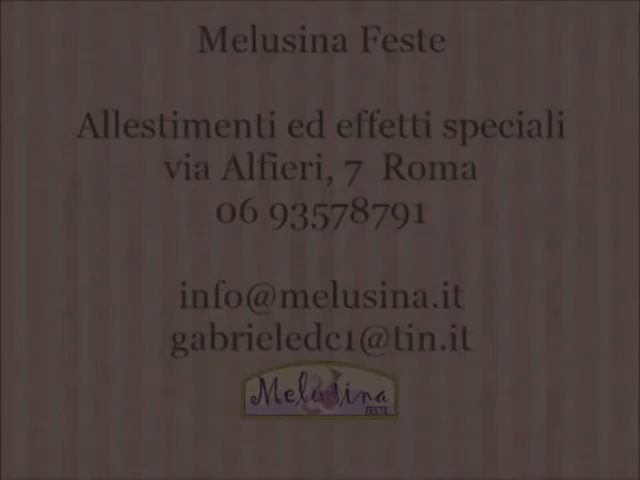 Melusina Feste
Allestimenti ed effetti speciali
via Alfieri, 7 Roma
06 93578791
info@melusina.it
gabrieledc1@tin.it
Melusina
FESTE